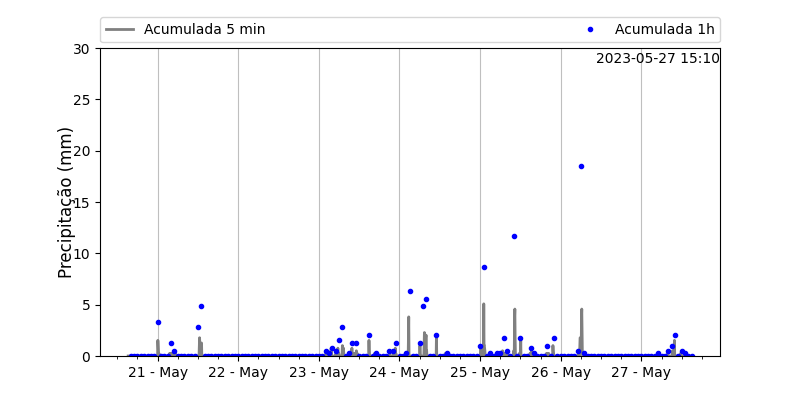 Acumulada 5 min
Acumulada 1h
2023-05-27 15:10
Precipitação (mm)
30
25
20
15
10
5
0
21 - May 22 - May 23 - May 24 - May 25 - May 26 - May 27 - May